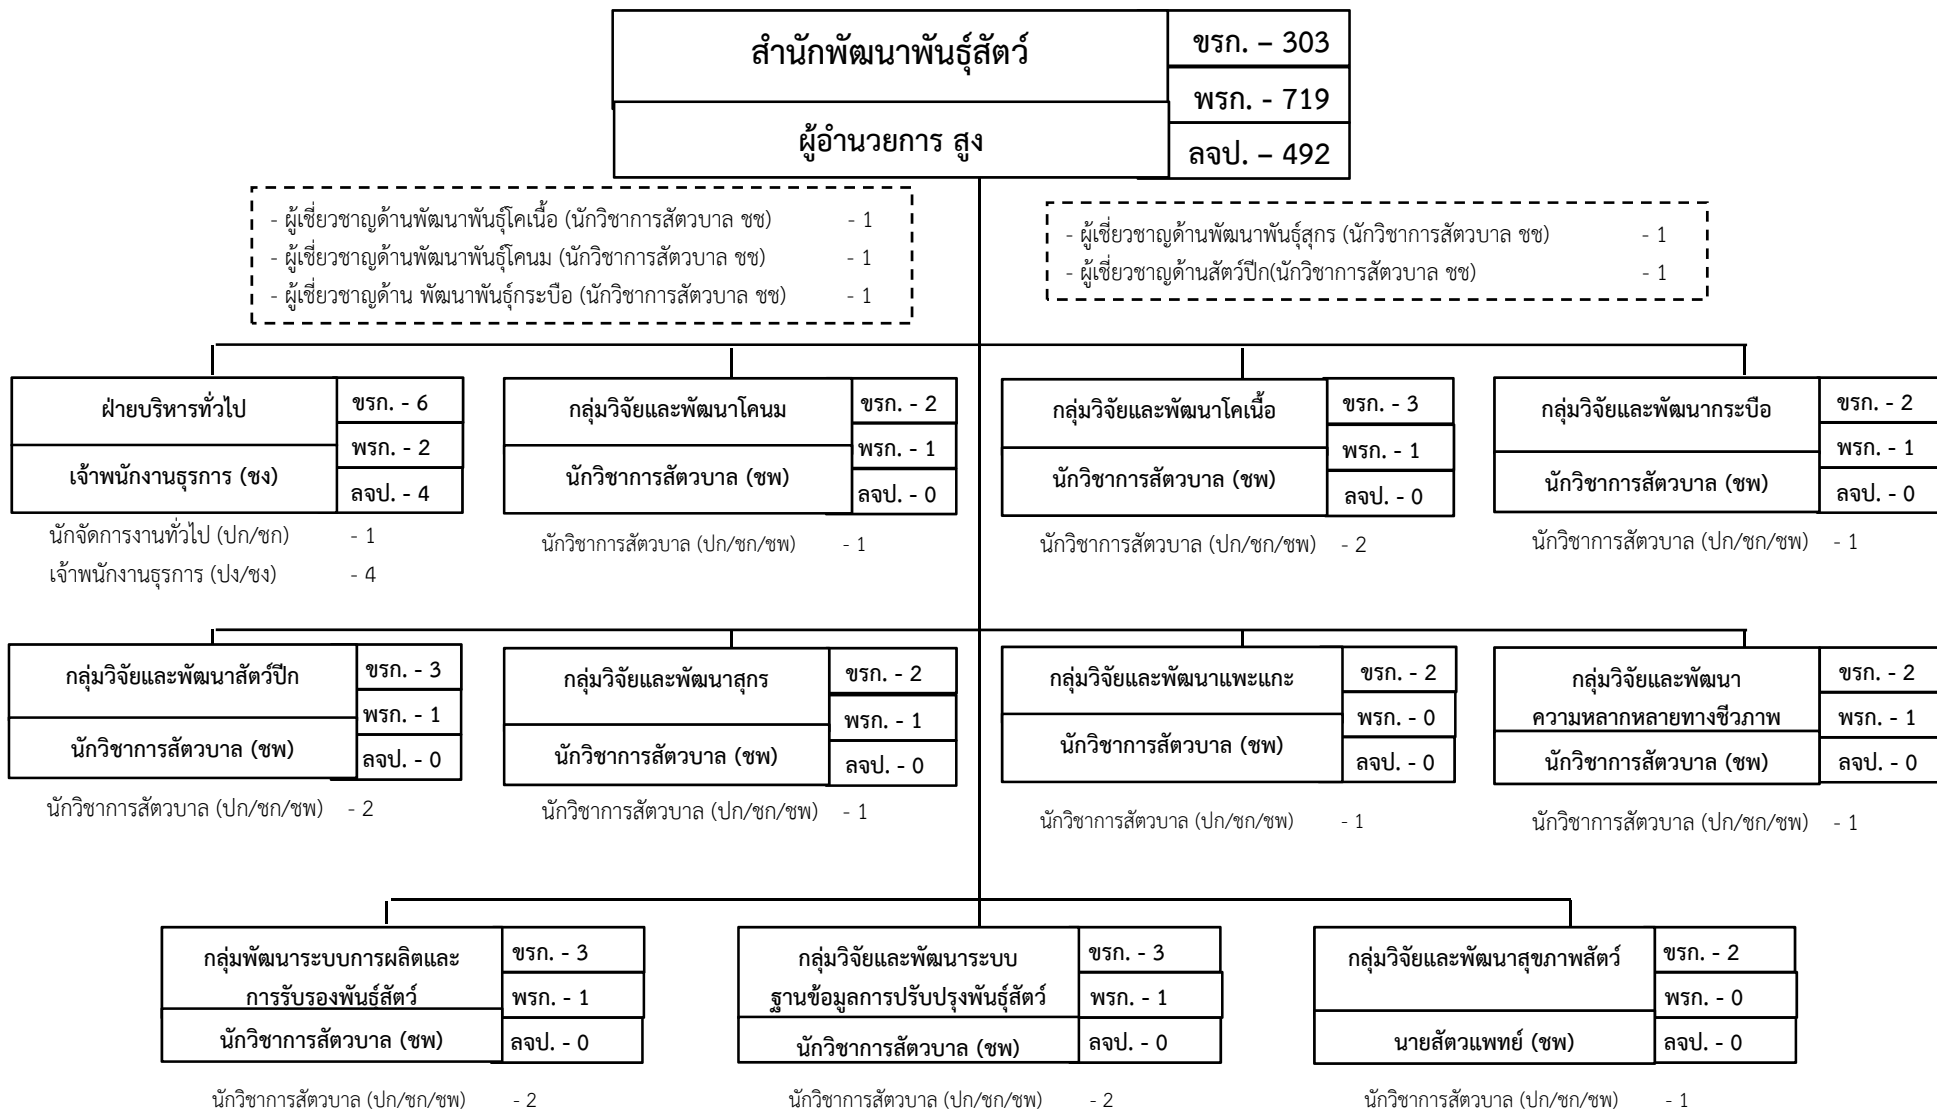 สำนักพัฒนาพันธุ์สัตว์
ขรก. – 303
พรก. - 719
ผู้อำนวยการ สูง
ลจป. – 492
- ผู้เชี่ยวชาญด้านพัฒนาพันธุ์โคเนื้อ (นักวิชาการสัตวบาล ชช) - 1
- ผู้เชี่ยวชาญด้านพัฒนาพันธุ์โคนม (นักวิชาการสัตวบาล ชช) - 1
- ผู้เชี่ยวชาญด้าน พัฒนาพันธุ์กระบือ (นักวิชาการสัตวบาล ชช) - 1
- ผู้เชี่ยวชาญด้านพัฒนาพันธุ์สุกร (นักวิชาการสัตวบาล ชช) - 1
- ผู้เชี่ยวชาญด้านสัตว์ปีก(นักวิชาการสัตวบาล ชช) - 1
ฝ่ายบริหารทั่วไป
ขรก. - 6
พรก. - 2
เจ้าพนักงานธุรการ (ชง)
ลจป. - 4
นักจัดการงานทั่วไป (ปก/ชก) - 1
เจ้าพนักงานธุรการ (ปง/ชง) - 4
กลุ่มวิจัยและพัฒนาโคนม
ขรก. - 2
พรก. - 1
นักวิชาการสัตวบาล (ชพ)
ลจป. - 0
นักวิชาการสัตวบาล (ปก/ชก/ชพ) - 1
กลุ่มวิจัยและพัฒนาโคเนื้อ
ขรก. - 3
พรก. - 1
นักวิชาการสัตวบาล (ชพ)
ลจป. - 0
นักวิชาการสัตวบาล (ปก/ชก/ชพ) - 2
กลุ่มวิจัยและพัฒนากระบือ
ขรก. - 2
พรก. - 1
นักวิชาการสัตวบาล (ชพ)
ลจป. - 0
นักวิชาการสัตวบาล (ปก/ชก/ชพ) - 1
กลุ่มวิจัยและพัฒนาสัตว์ปีก
ขรก. - 3
พรก. - 1
นักวิชาการสัตวบาล (ชพ)
ลจป. - 0
นักวิชาการสัตวบาล (ปก/ชก/ชพ) - 2
กลุ่มวิจัยและพัฒนาสุกร
ขรก. - 2
พรก. - 1
นักวิชาการสัตวบาล (ชพ)
ลจป. - 0
นักวิชาการสัตวบาล (ปก/ชก/ชพ) - 1
กลุ่มวิจัยและพัฒนาแพะแกะ
ขรก. - 2
พรก. - 0
นักวิชาการสัตวบาล (ชพ)
ลจป. - 0
นักวิชาการสัตวบาล (ปก/ชก/ชพ) - 1
กลุ่มวิจัยและพัฒนา
ความหลากหลายทางชีวภาพ
ขรก. - 2
พรก. - 1
นักวิชาการสัตวบาล (ชพ)
ลจป. - 0
นักวิชาการสัตวบาล (ปก/ชก/ชพ) - 1
กลุ่มพัฒนาระบบการผลิตและ
การรับรองพันธุ์สัตว์
ขรก. - 3
พรก. - 1
นักวิชาการสัตวบาล (ชพ)
ลจป. - 0
นักวิชาการสัตวบาล (ปก/ชก/ชพ) - 2
กลุ่มวิจัยและพัฒนาระบบ
ฐานข้อมูลการปรับปรุงพันธุ์สัตว์
ขรก. - 3
พรก. - 1
นักวิชาการสัตวบาล (ชพ)
ลจป. - 0
นักวิชาการสัตวบาล (ปก/ชก/ชพ) - 2
กลุ่มวิจัยและพัฒนาสุขภาพสัตว์
ขรก. - 2
พรก. - 0
นายสัตวแพทย์ (ชพ)
ลจป. - 0
นักวิชาการสัตวบาล (ปก/ชก/ชพ) - 1